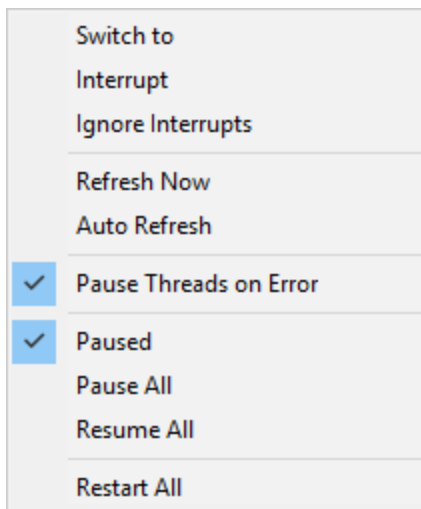 Switch to
Interrupt
Ignore Interrupts
Refresh Now
Auto Refresh
Pause Threads on Error
Paused
Pause All
Resume All
Restart All